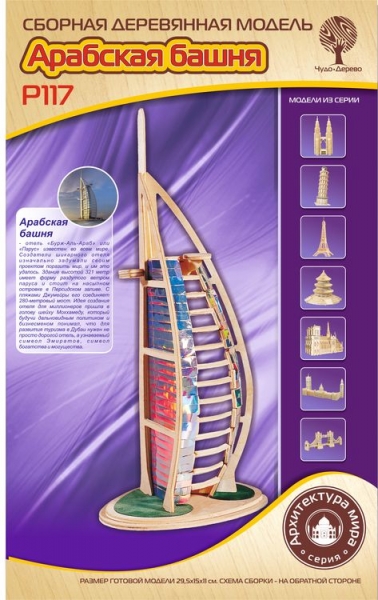 СБОРНАЯ ДЕРЕВЯННАЯ МОДЕЛЬ
Арабская башня
P117
Чудо-Дерево
МОДЕЛИ ИЗ СЕРИИ
Арабская
башня
- отель «Бурж-Аль-Араб» или
«Парус» известен во всем мире.
Создатели шикарного отеля
изначально задумали своим
проектом поразить мир, и им это
удалось. Здание высотой 321 метр
имеет форму раздутого ветром
паруса и стоит на насыпном
острове в Персидском заливе. С
пляжами Джумейры его соединяет
280-метровый мост. Идея создания
отеля для миллионеров пришла в
голову шейху Мохаммеду, который
будучи дальновидным политиком и
бизнесменом понимал, что для
развития туризма в Дубаи нужен не
просто дорогой отель, а узнаваемый
символ Эмиратов, символ
богатства и могущества.
Архитектура мира
серия
РАЗМЕР ГОТОВОЙ МОДЕЛИ 29,5х15х11 см. СХЕМА СБОРКИ - НА ОБРАТНОЙ СТОРОНЕ